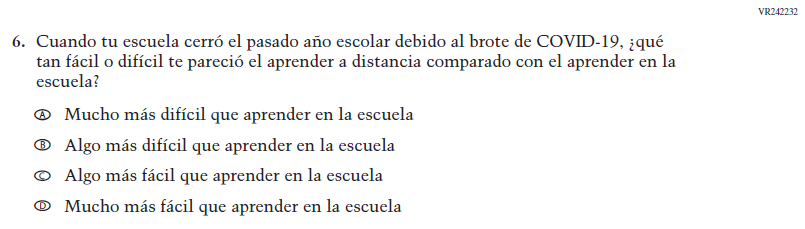 VR242232
6. Cuando tu escuela cerró el pasado año escolar debido al brote de COVID-19, ¿qué
tan fácil o difícil te pareció el aprender a distancia comparado con el aprender en la
escuela?
A Mucho más difícil que aprender en la escuela
B Algo más difícil que aprender en la escuela
C Algo más fácil que aprender en la escuela
D Mucho más fácil que aprender en la escuela